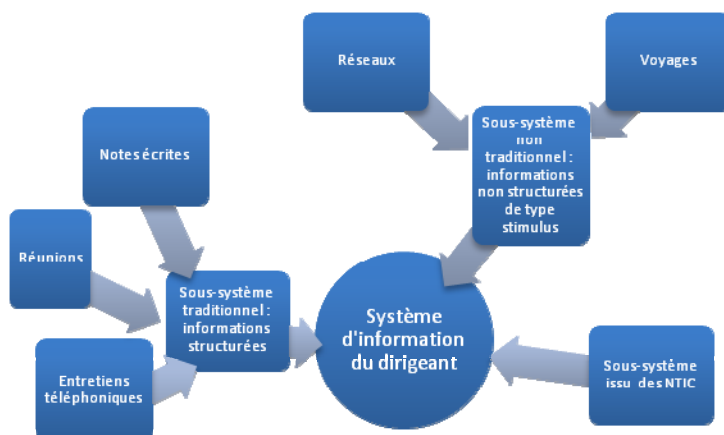 Réseaux
Voyages
Sous-système
non
traditionnel :
informations
non structurées
de type
stimulus
Notes écrites
Réunions
Sous-système
traditionnel :
informations
structurées
Entretiens
téléphoniques
Système
d'information
du dirigeant
Sous-système
issu des NTIC